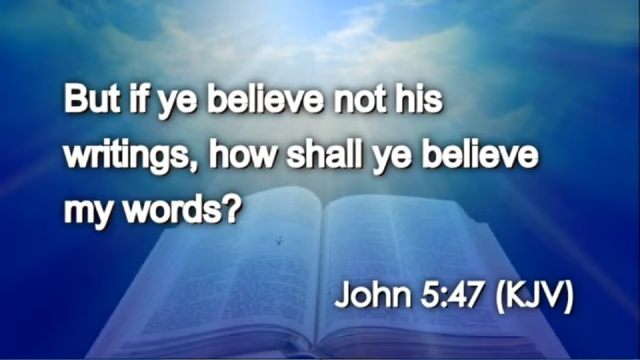 But if ye believe not his
writings, how shall ye believe
my words?
John 5:47 (KJV)